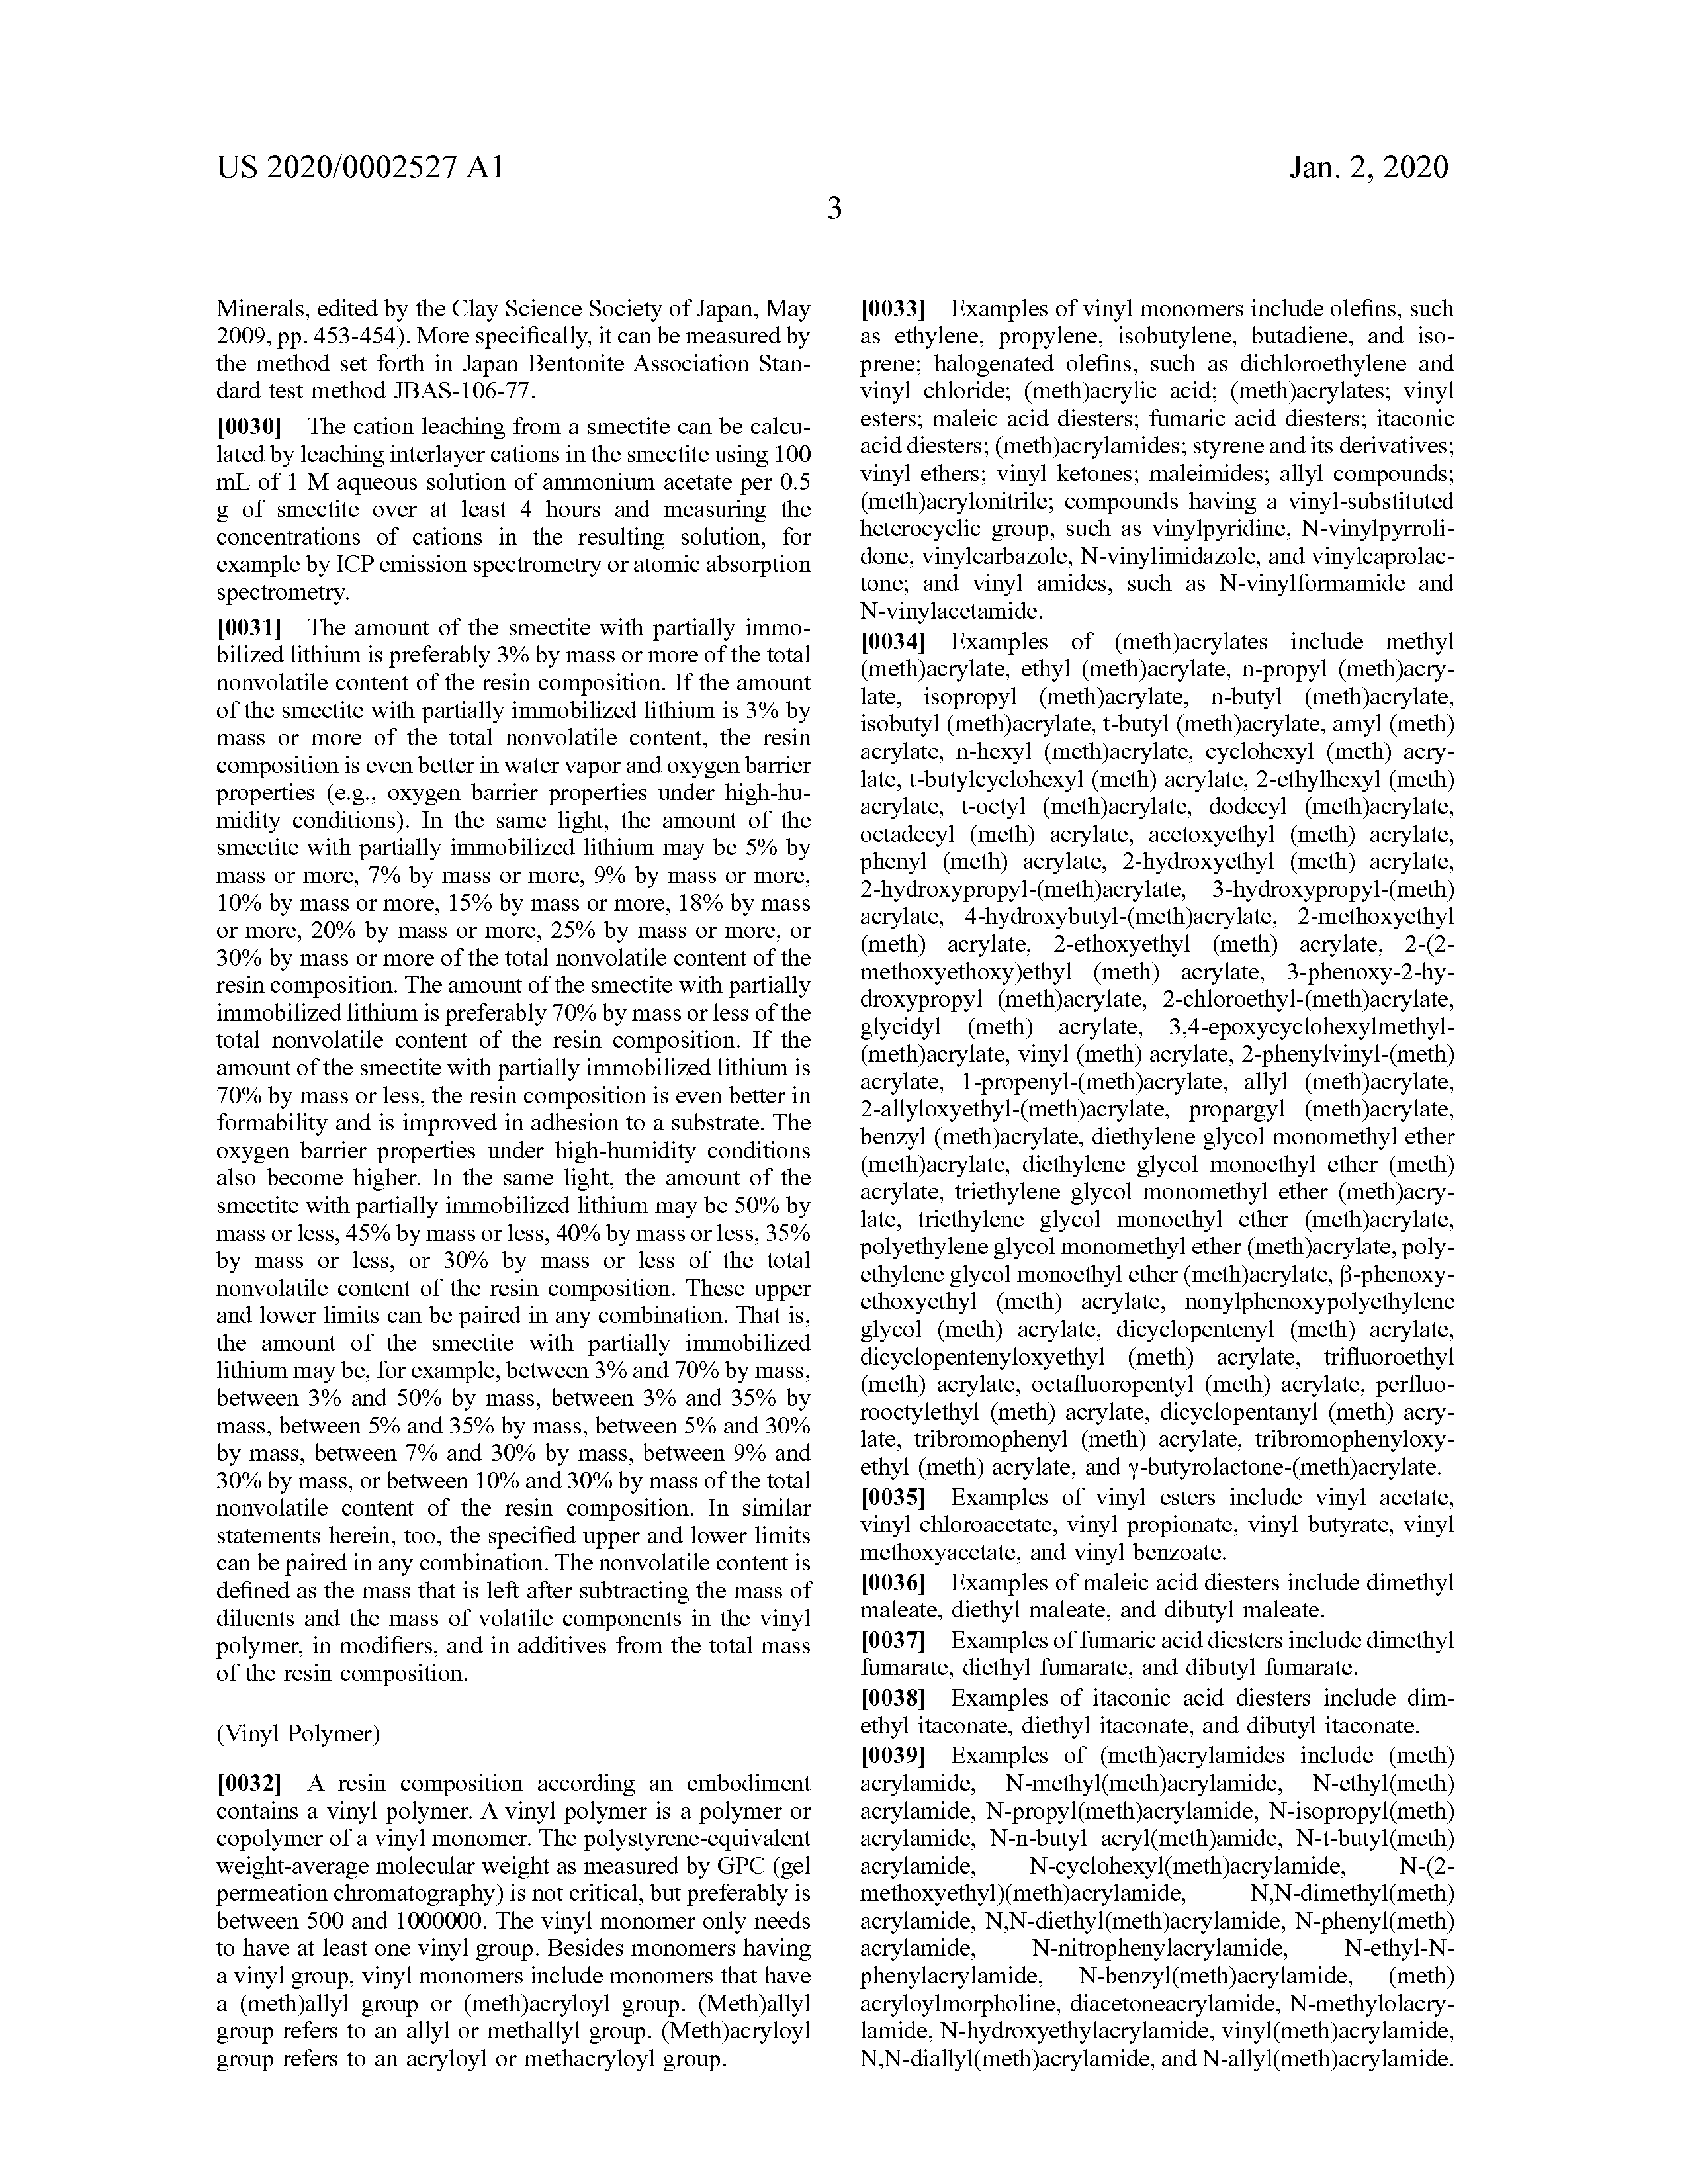 US 2020/0002527 A1
Jan. 2, 2020
3
Minerals, edited by the Clay Science Society of Japan, May
2009, pp. 453-454). More specifically, it can be measured by
the method set forth in Japan Bentonite Association Stan-
dard test method JBAS-106-77.
[0030] The cation leaching from a smectite can be calcu-
lated by leaching interlayer cations in the smectite using 100
mL of 1 M aqueous solution of ammonium acetate per 0.5
g of smectite over at least 4 hours and measuring the
concentrations of cations in the resulting solution, for
example by ICP emission spectrometry or atomic absorption
spectrometry.
[0031] The amount of the smectite with partially immo-
bilized lithium is preferably 3% by mass or more of the total
nonvolatile content of the resin composition. If the amount
of the smectite with partially immobilized lithium is 3% by
mass or more of the total nonvolatile content, the resin
composition is even better in water vapor and oxygen barrier
properties (e.g., oxygen barrier properties under high-hu-
midity conditions). In the same light, the amount of the
smectite with partially immobilized lithium may be 5% by
mass or more, 7% by mass or more, 9% by mass or more,
10% by mass or more, 15% by mass or more, 18% by mass
or more, 20% by mass or more, 25% by mass or more, or
30% by mass or more of the total nonvolatile content of the
resin composition. The amount of the smectite with partially
immobilized lithium is preferably 70% by mass or less of the
total nonvolatile content of the resin composition. If the
amount of the smectite with partially immobilized lithium is
70% by mass or less, the resin composition is even better in
formability and is improved in adhesion to a substrate. The
oxygen barrier properties under high-humidity conditions
also become higher. In the same light, the amount of the
smectite with partially immobilized lithium may be 50% by
mass or less, 45% by mass or less, 40% by mass or less, 35%
by mass or less, or 30% by mass or less of the total
nonvolatile content of the resin composition. These upper
and lower limits can be paired in any combination. That is,
the amount of the smectite with partially immobilized
lithium may be, for example, between 3% and 70% by mass,
between 3% and 50% by mass, between 3% and 35% by
mass, between 5% and 35% by mass, between 5% and 30%
by mass, between 7% and 30% by mass, between 9% and
30% by mass, or between 10% and 30% by mass of the total
nonvolatile content of the resin composition. In similar
statements herein, too, the specified upper and lower limits
can be paired in any combination. The nonvolatile content is
defined as the mass that is left after subtracting the mass of
diluents and the mass of volatile components in the vinyl
polymer, in modifiers, and in additives from the total mass
of the resin composition.
(Vinyl Polymer)
[0032] A resin composition according an embodiment
contains a vinyl polymer. A vinyl polymer is a polymer or
copolymer of a vinyl monomer. The polystyrene-equivalent
weight-average molecular weight as measured by GPC (gel
permeation chromatography) is not critical, but preferably is
between 500 and 1000000. The vinyl monomer only needs
to have at least one vinyl group. Besides monomers having
a vinyl group, vinyl monomers include monomers that have
a (meth)allyl group or (meth)acryloyl group. (Meth)allyl
group refers to an allyl or methallyl group. (Meth)acryloyl
group refers to an acryloyl or methacryloyl group.
[0033] Examples of vinyl monomers include olefins, such
as ethylene, propylene, isobutylene, butadiene, and iso-
prene; halogenated olefins, such as dichloroethylene and
vinyl chloride; (meth)acrylic acid; (meth)acrylates; vinyl
esters; maleic acid diesters; fumaric acid diesters; itaconic
acid diesters; (meth)acrylamides; styrene and its derivatives;
vinyl ethers; vinyl ketones; maleimides; allyl compounds;
(meth)acrylonitrile; compounds having a vinyl-substituted
heterocyclic group, such as vinylpyridine, N-vinylpyrroli-
done, vinylcarbazole, N-vinylimidazole, and vinylcaprolac-
tone; and vinyl amides, such as N-vinylformamide and
N-vinylacetamide.
[0034] Examples of (meth)acrylates include methyl
(meth)acrylate, ethyl (meth)acrylate, n-propyl (meth)acry-
late, isopropyl (meth)acrylate, n-butyl (meth)acrylate,
isobutyl (meth)acrylate, t-butyl (meth)acrylate, amyl (meth)
acrylate, n-hexyl (meth)acrylate, cyclohexyl (meth) acry-
late, t-butylcyclohexyl (meth) acrylate, 2-ethylhexyl (meth)
acrylate, t-octyl (meth)acrylate, dodecyl (meth)acrylate,
octadecyl (meth) acrylate, acetoxyethyl (meth) acrylate,
phenyl (meth) acrylate, 2-hydroxyethyl (meth) acrylate,
2-hydroxypropyl-(meth)acrylate, 3-hydroxypropyl-(meth)
acrylate, 4-hydroxybutyl-(meth)acrylate, 2-methoxyethyl
(meth) acrylate, 2-ethoxyethyl (meth) acrylate, 2-(2-
methoxyethoxy)ethyl (meth) acrylate, 3-phenoxy-2-hy-
droxypropyl (meth)acrylate, 2-chloroethyl-(meth)acrylate,
glycidyl (meth) acrylate, 3,4-epoxycyclohexylmethyl-
(meth)acrylate, vinyl (meth) acrylate, 2-phenylvinyl-(meth)
acrylate, 1-propenyl-(meth)acrylate, allyl (meth)acrylate,
2-allyloxyethyl-(meth)acrylate, propargyl (meth)acrylate,
benzyl (meth)acrylate, diethylene glycol monomethyl ether
(meth)acrylate, diethylene glycol monoethyl ether (meth)
acrylate, triethylene glycol monomethyl ether (meth)acry-
late, triethylene glycol monoethyl ether (meth)acrylate,
polyethylene glycol monomethyl ether (meth)acrylate, poly-
ethylene glycol monoethyl ether (meth)acrylate, β-phenoxy-
ethoxyethyl (meth) acrylate, nonylphenoxypolyethylene
glycol (meth) acrylate, dicyclopentenyl (meth) acrylate,
dicyclopentenyloxyethyl (meth) acrylate, trifluoroethyl
(meth) acrylate, octafluoropentyl (meth) acrylate, perfluo-
rooctylethyl (meth) acrylate, dicyclopentanyl (meth) acry-
late, tribromophenyl (meth) acrylate, tribromophenyloxy-
ethyl (meth) acrylate, and γ-butyrolactone-(meth)acrylate.
[0035] Examples of vinyl esters include vinyl acetate,
vinyl chloroacetate, vinyl propionate, vinyl butyrate, vinyl
methoxyacetate, and vinyl benzoate.
[0036] Examples of maleic acid diesters include dimethyl
maleate, diethyl maleate, and dibutyl maleate.
[0037] Examples of fumaric acid diesters include dimethyl
fumarate, diethyl fumarate, and dibutyl fumarate.
[0038] Examples of itaconic acid diesters include dim-
ethyl itaconate, diethyl itaconate, and dibutyl itaconate.
[0039] Examples of (meth)acrylamides include (meth)
acrylamide, N-methyl(meth)acrylamide, N-ethyl(meth)
acrylamide, N-propyl(meth)acrylamide, N-isopropyl(meth)
acrylamide, N-n-butyl acryl(meth)amide, N-t-butyl(meth)
acrylamide, N-cyclohexyl(meth)acrylamide, N-(2-
methoxyethyl)(meth)acrylamide, N,N-dimethyl(meth)
acrylamide, N,N-diethyl(meth)acrylamide, N-phenyl(meth)
acrylamide, N-nitrophenylacrylamide, N-ethyl-N-
phenylacrylamide, N-benzyl(meth)acrylamide, (meth)
acryloylmorpholine, diacetoneacrylamide, N-methylolacry-
lamide, N-hydroxyethylacrylamide, vinyl(meth)acrylamide,
N,N-diallyl(meth)acrylamide, and N-allyl(meth)acrylamide.